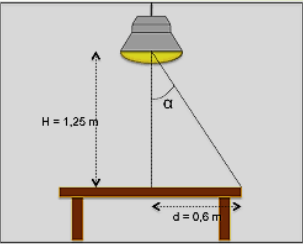 α
H = 1,25 m
d = 0,6 m